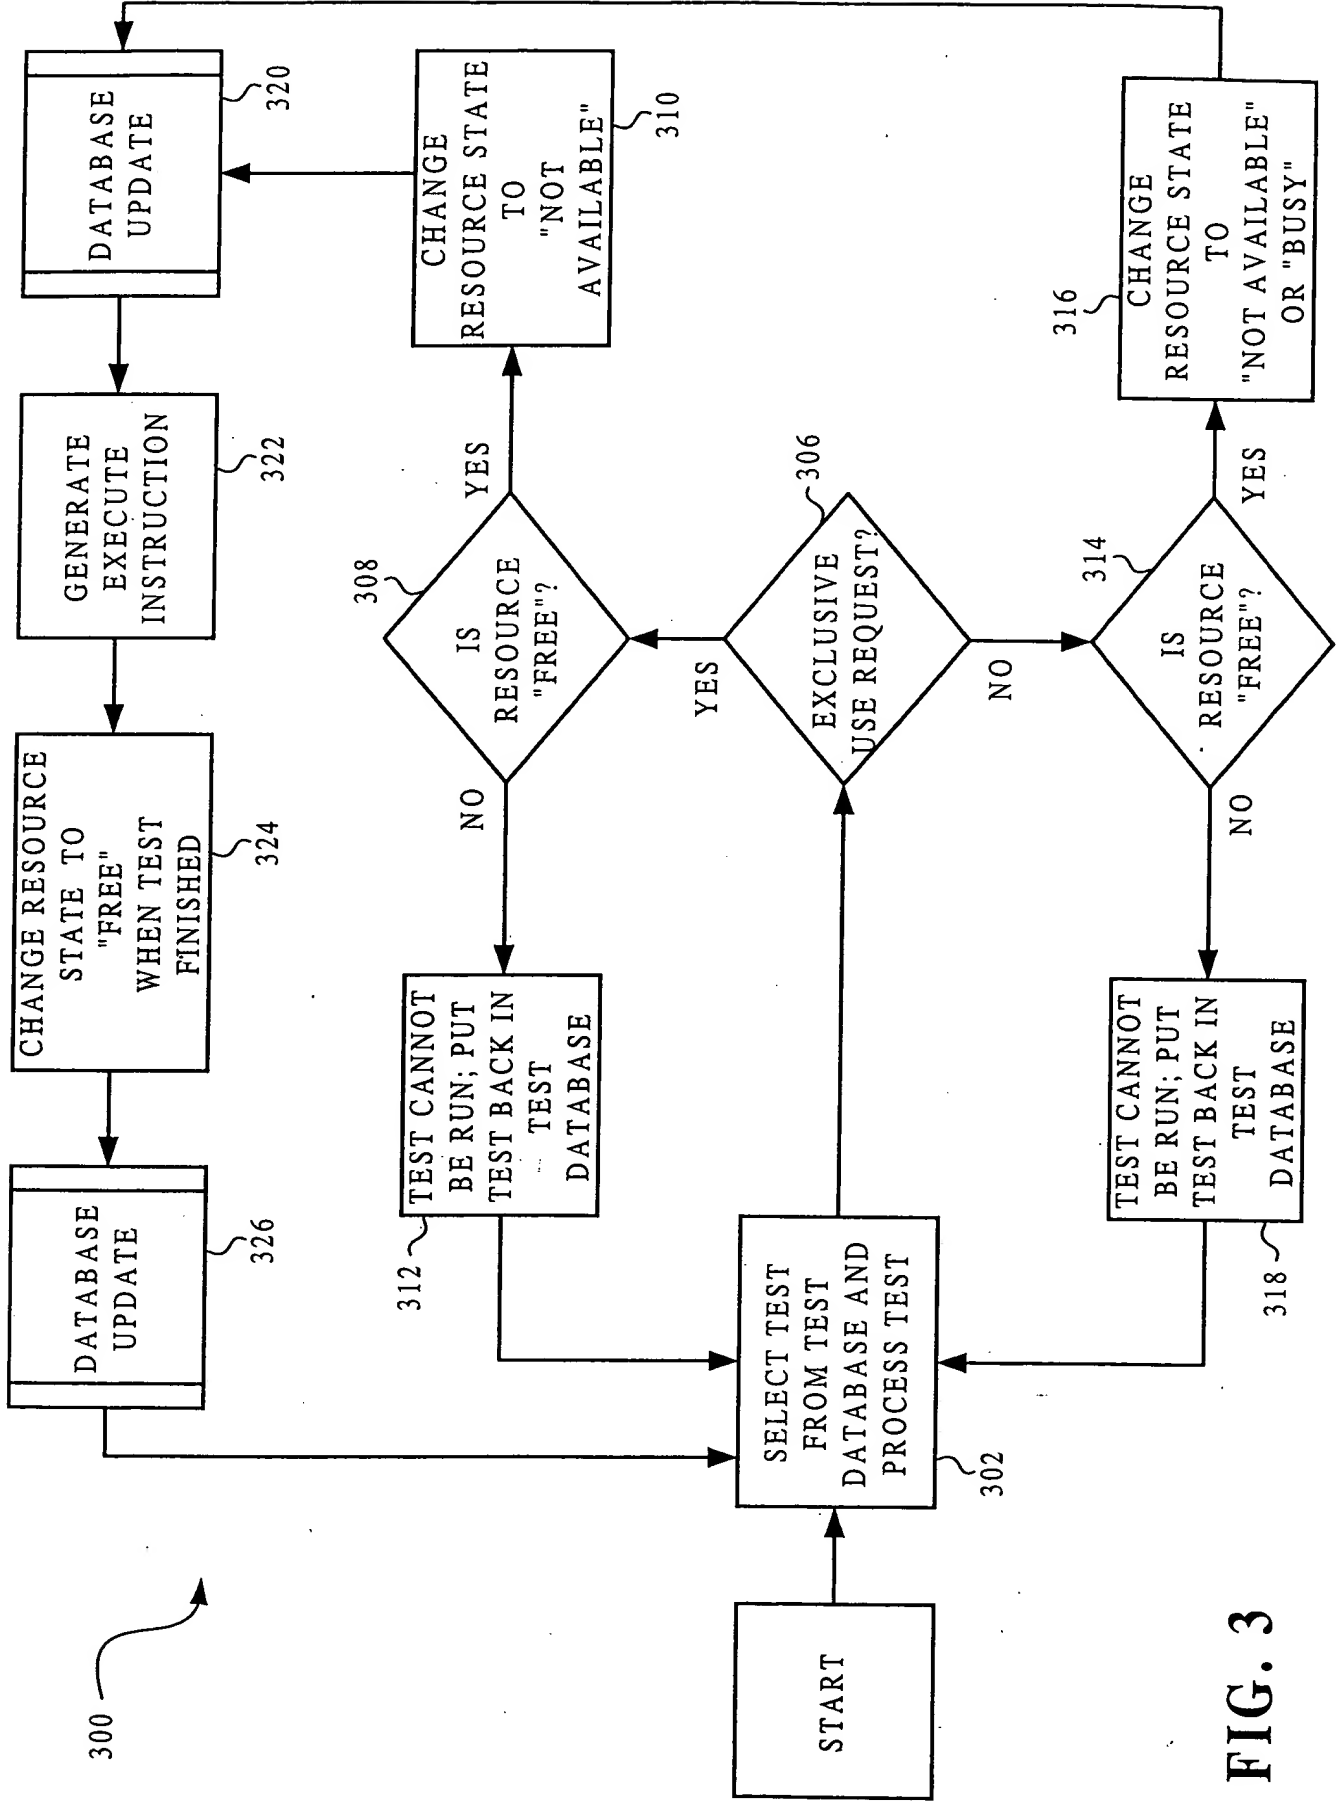 300
DATABASE
UPDATE
326
CHANGE RESOURCE
STATE TO
"FREE"
WHEN TEST
FINISHED
324
GENERATE
EXECUTE
INSTRUCTION
322
DATABASE
UPDATE
320
TEST CANNOT
BE RUN; PUT
TEST BACK IN
TEST
DATABASE
312
NO
308
IS
RESOURCE
"FREE"?
YES
CHANGE
RESOURCE STATE
TO
"NOT
AVAILABLE"
310
START
SELECT TEST
FROM TEST
DATABASE AND
PROCESS TEST
302
YES
EXCLUSIVE
USE REQUEST?
306
NO
TEST CANNOT
BE RUN; PUT
TEST BACK IN
TEST
DATABASE
318
NO
314
IS
RESOURCE
"FREE"?
YES
316
CHANGE
RESOURCE STATE
TO
"NOT AVAILABLE"
OR "BUSY"
FIG. 3